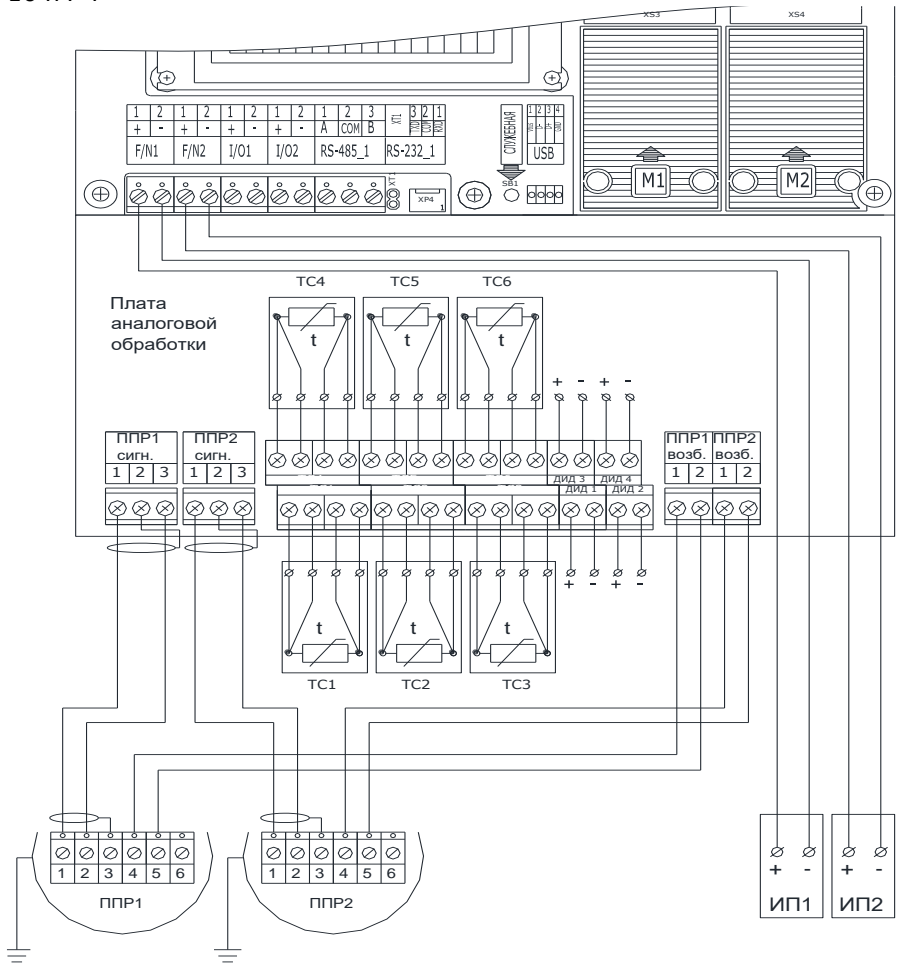 XS3 XS4
1 2 1 2 1 2 1 2 1 2 3 XT1 3 2 1
+ - + - + - + - A COM B TXD COM RXD
F/N1 F/N2 I/O1 I/O2 RS-485_1 RS-232_1
СЛУЖЕБНАЯ
1 2 3 4
D- D+ GND
USB
M1 M2
XT1 XP4 1 SB1
TC4 TC5 TC6
Плата
аналоговой
обработки
t t t
+ - + -
ППР1 ППР2
сигн. сигн.
1 2 3 1 2 3
ППР1 ППР2
возб. возб.
1 2 1 2
ДИД 3 ДИД 4
ДИД 1 ДИД 2
+ - + -
t t t
TC1 TC2 TC3
1 2 3 4 5 6
ППР1
1 2 3 4 5 6
ППР2
+ - + -
ИП1 ИП2